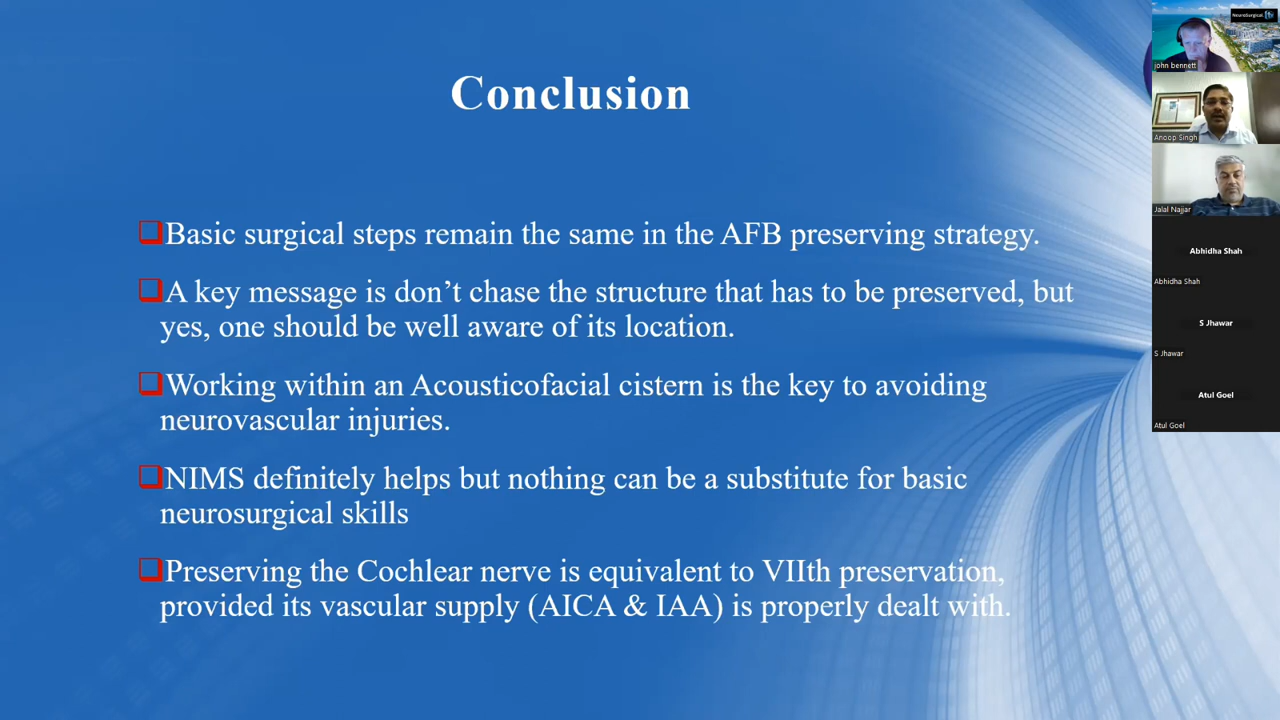 Conclusion
Basic surgical steps remain the same in the AFB preserving strategy.
A key message is don’t chase the structure that has to be preserved, but
yes, one should be well aware of its location.
Working within an Acousticofacial cistern is the key to avoiding
neurovascular injuries.
NIMS definitely helps but nothing can be a substitute for basic
neurosurgical skills
Preserving the Cochlear nerve is equivalent to VIIth preservation,
provided its vascular supply (AICA & IAA) is properly dealt with.
NeuroSurgical
john bennett
Anoop Singh
Jalal Najjar
Abhidha Shah
Abhidha Shah
S Jhawar
S Jhawar
Atul Goel
Atul Goel